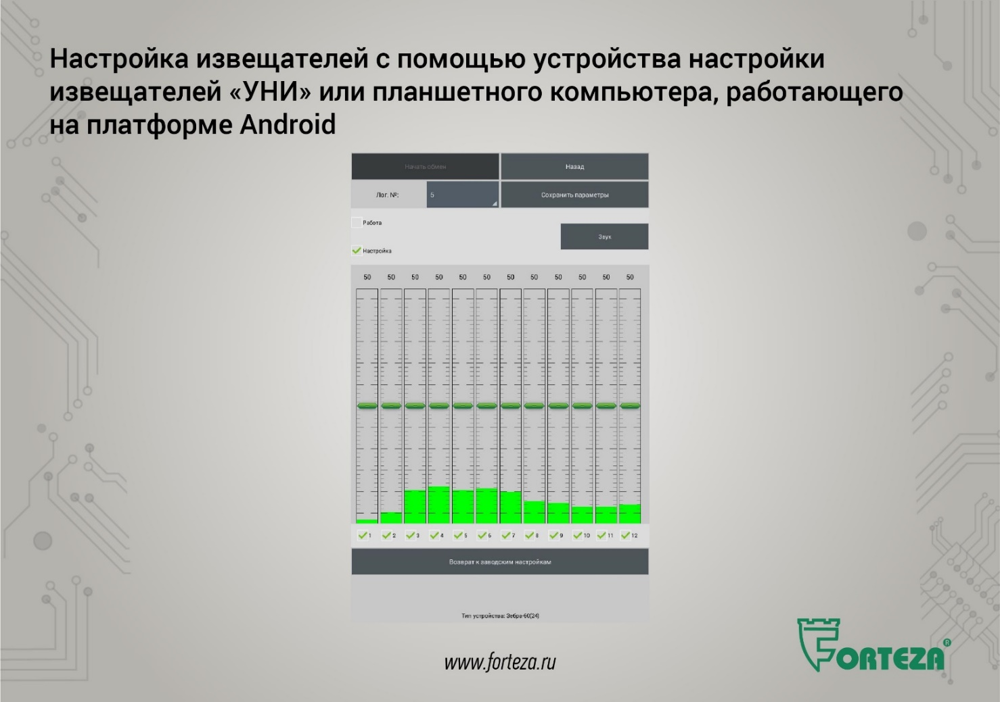 Настройка извещателей с помощью устройства настройки
извещателей «УНИ» или планшетного компьютера, работающего
на платформе Android
Начать обмен
Назад
Лог. №:
5
Сохранить параметры
Работа
Звук
Настройка
50 50 50 50 50 50 50 50 50 50 50 50
1 2 3 4 5 6 7 8 9 10 11 12
Возврат к заводским настройкам
Тип устройства: Зебра-60(24)
www.forteza.ru
FORTEZA ®